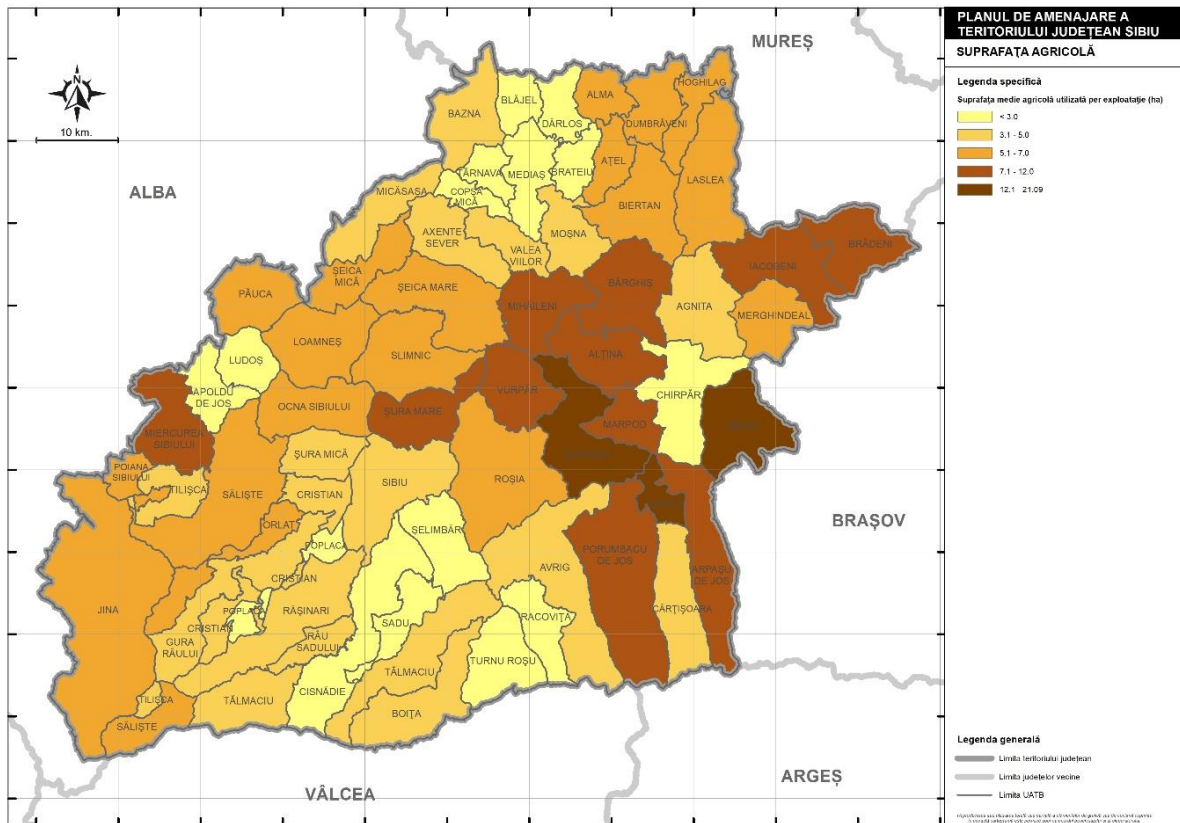 PLANUL DE AMENAJARE A
TERITORIULUI JUDEȚEAN SIBIU
SUPRAFAȚA AGRICOLĂ
Legenda specifică
Suprafața medie agricolă utilizată per exploatație (ha)
< 3.0
3.1 - 5.0
5.1 - 7.0
7.1 - 12.0
12.1 - 21.09
10 km.
MUREȘ
ALBA
BRAȘOV
ARGEȘ
VÂLCEA
HOGHILAG
BLĂJEL
ALMA
BAZNA
DÂRLOS
DUMBRĂVENI
AȚEL
TÂRNAVA
MEDIAȘ
BRATEIU
LASLEA
MICĂSASA
COPȘA
MICĂ
BIERTAN
AXENTE
SEVER
MOȘNA
VALEA
VIILOR
BRĂDENI
IACOBENI
ȘEICA
MICĂ
ȘEICA MARE
BÂRGHIȘ
PĂUCA
MIHĂILENI
AGNITA
MERGHINDEAL
LOAMNEȘ
SLIMNIC
ALȚINA
LUDOȘ
APOLDU
DE JOS
VURPĂR
CHIRPĂR
OCNA SIBIULUI
ȘURA MARE
MARPOD
MIERCUREA
SIBIULUI
ȘURA MICĂ
POIANA
SIBIULUI
TILIȘCA
SĂLIȘTE
CRISTIAN
SIBIU
ROȘIA
ORLAT
ȘELIMBĂR
POPLACA
AVRIG
PORUMBACU
DE JOS
ARPAȘU
DE JOS
CRISTIAN
JINA
RĂȘINARI
CÂRȚIȘOARA
POPLACA
CRISTIAN
SADU
RACOVIȚA
GURA
RÂULUI
RÂU
SADULUI
TURNU ROȘU
TĂLMACIU
CISNĂDIE
TILIȘCA
TĂLMACIU
BOIȚA
SĂLIȘTE
Legenda generală
Limita teritoriului județean
Limita județelor vecine
Limita UATB